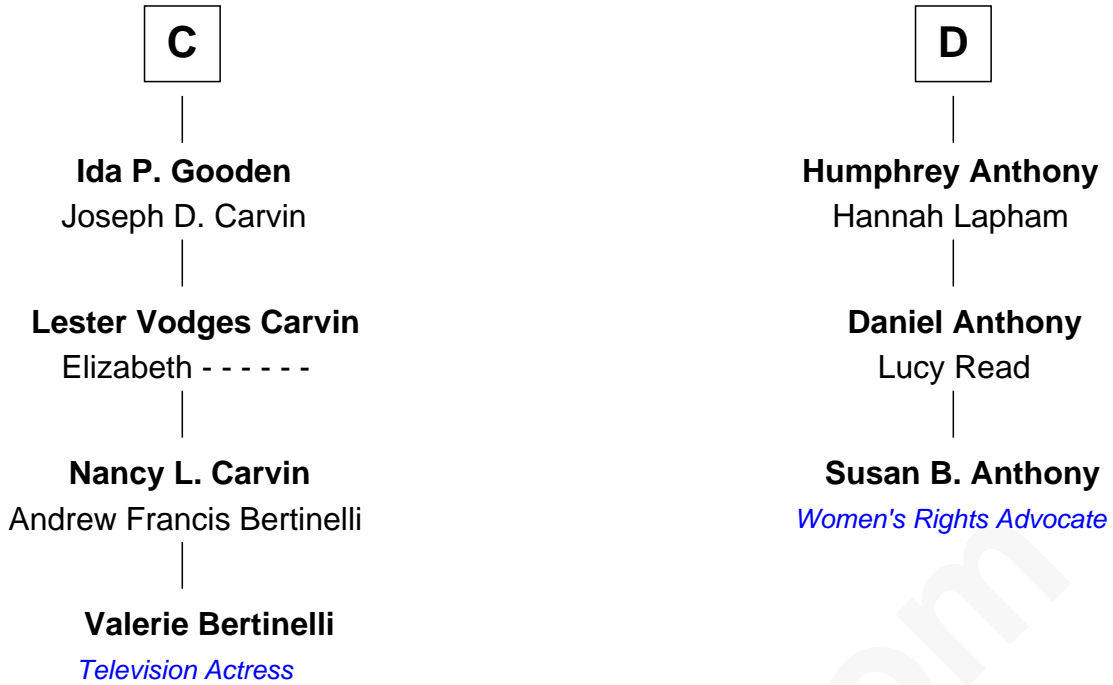 C
Ida P. Gooden
Joseph D. Carvin
Lester Vodges Carvin
Elizabeth - - - - - -
Nancy L. Carvin
Andrew Francis Bertinelli
Valerie Bertinelli
Television Actress
D
Humphrey Anthony
Hannah Lapham
Daniel Anthony
Lucy Read
Susan B. Anthony
Women's Rights Advocate
om